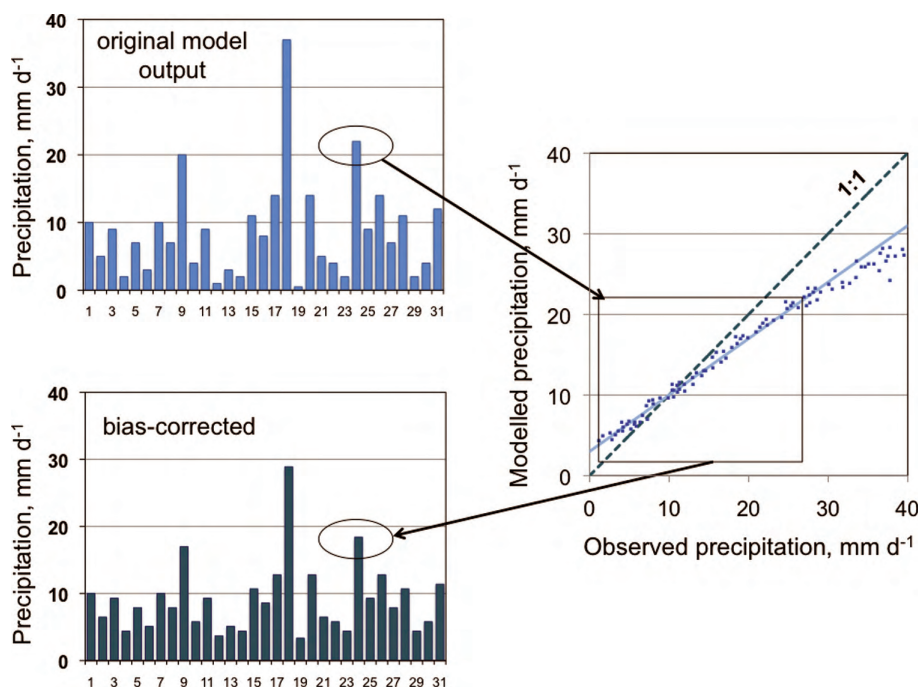 40
30
20
10
0
Precipitation, mm d-1
original model
output
1 3 5 7 9 11 13 15 17 19 21 23 25 27 29 31
40
30
20
10
0
Precipitation, mm d-1
bias-corrected
1 3 5 7 9 11 13 15 17 19 21 23 25 27 29 31
40
30
20
10
0
Modelled precipitation, mm d-1
1:1
0 10 20 30 40
Observed precipitation, mm d-1